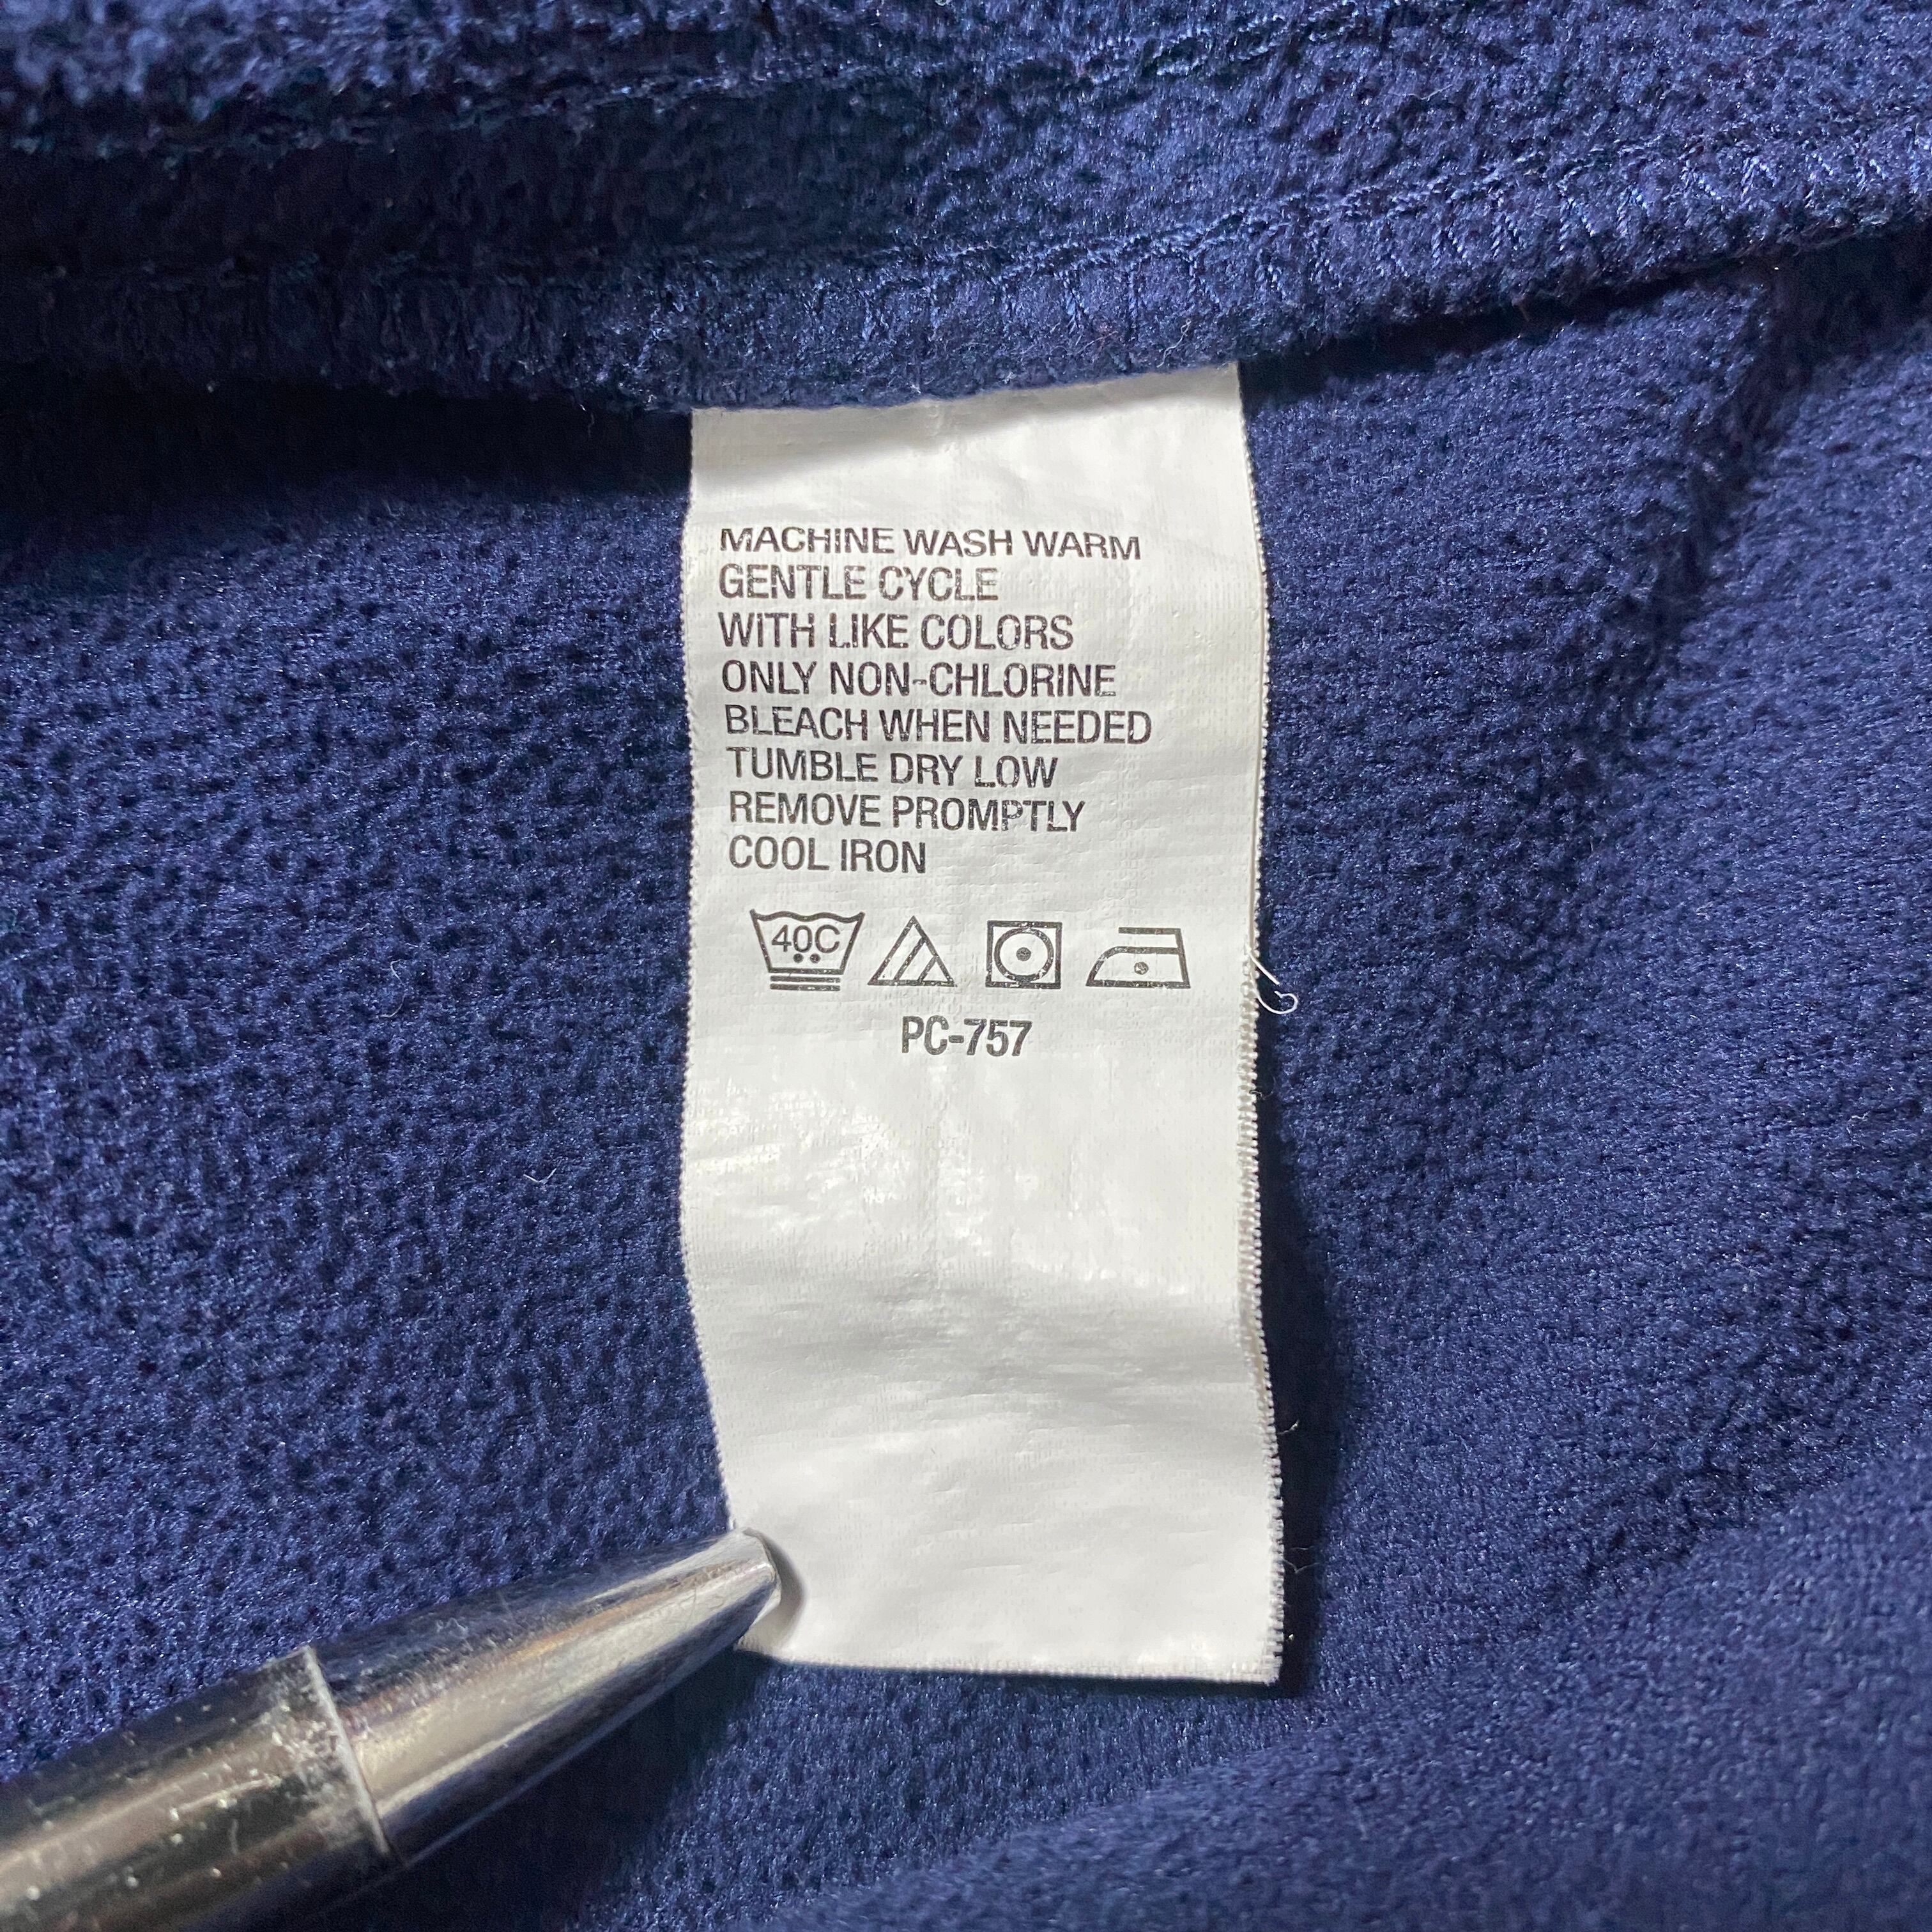 MACHINE WASH WARM
GENTLE CYCLE
WITH LIKE COLORS
ONLY NON-CHLORINE
BLEACH WHEN NEEDED
TUMBLE DRY LOW
REMOVE PROMPTLY
COOL IRON
40C
PC-757